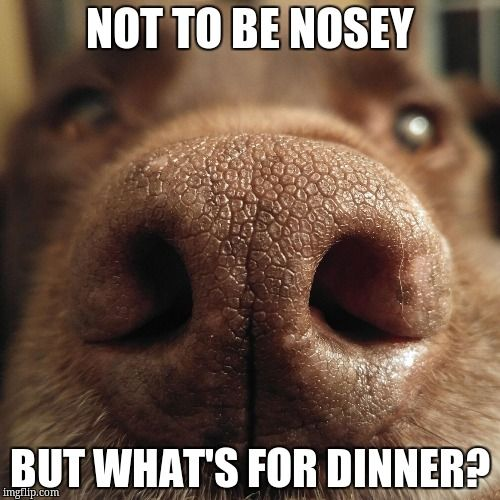 NOT TO BE NOSEY
BUT WHAT'S FOR DINNER?
imgflip.com